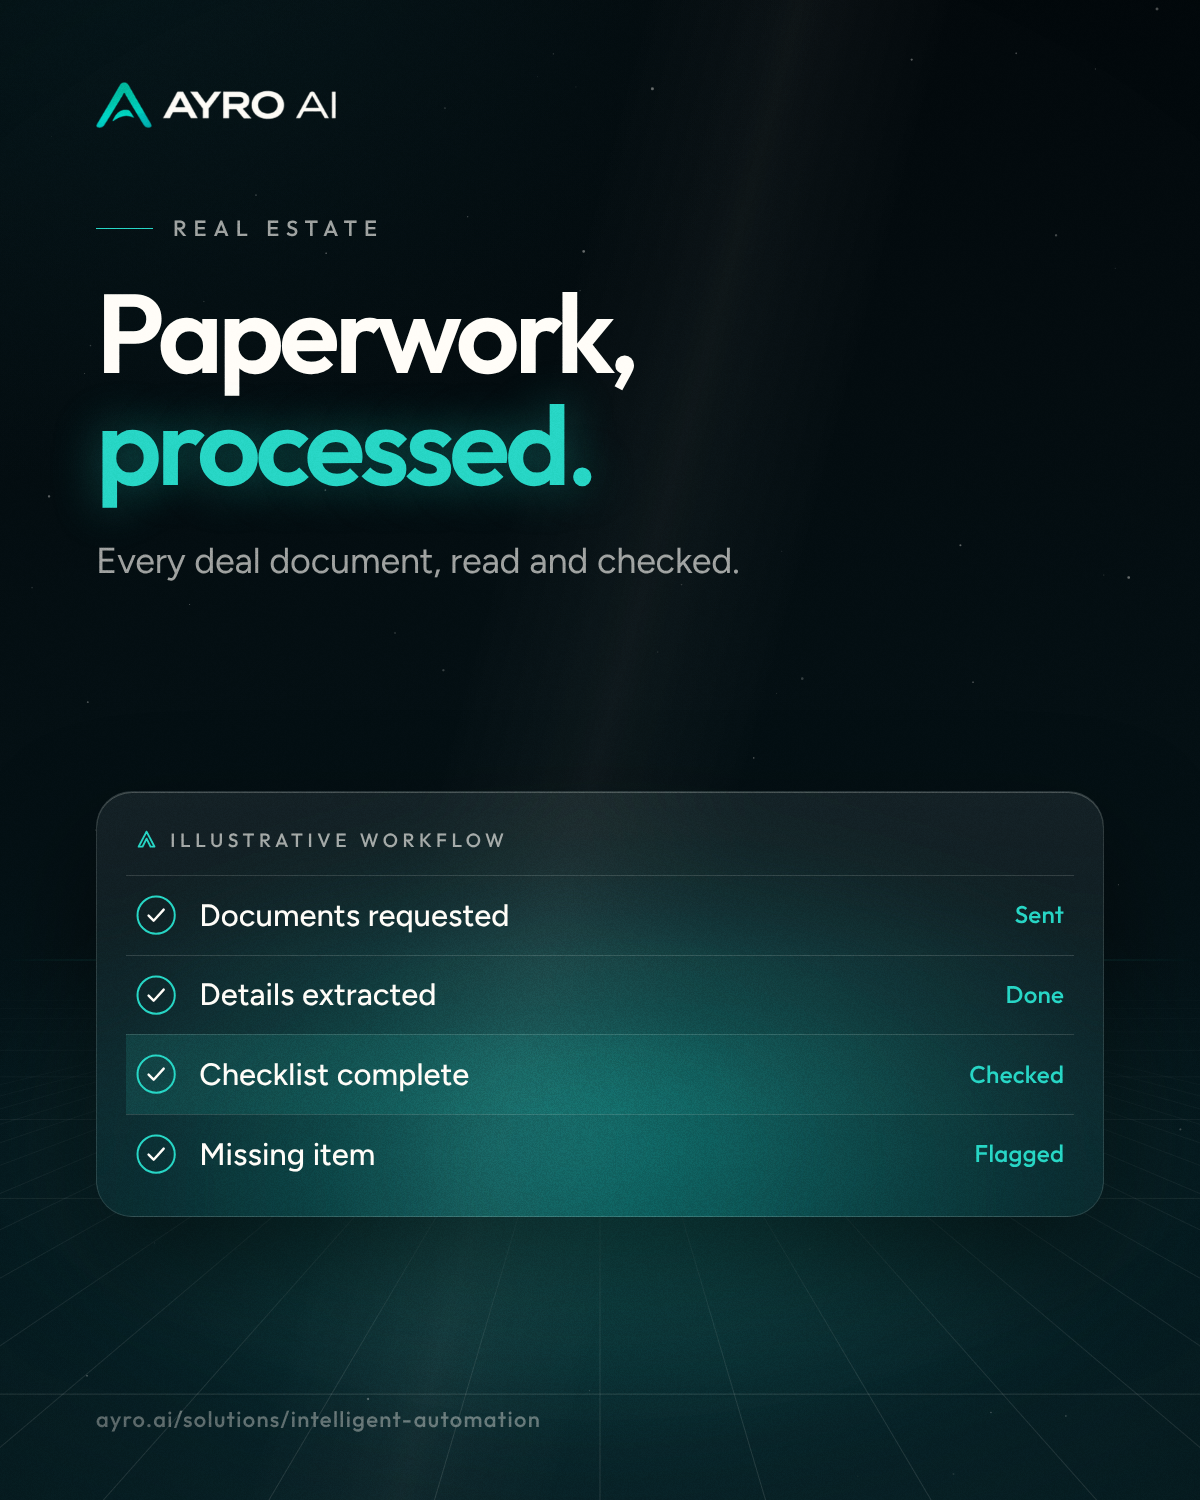 AYRO AI
REAL ESTATE
Paperwork,
processed.
Every deal document, read and checked.
ILLUSTRATIVE WORKFLOW
Documents requested Sent
Details extracted Done
Checklist complete Checked
Missing item Flagged
ayro.ai/solutions/intelligent-automation